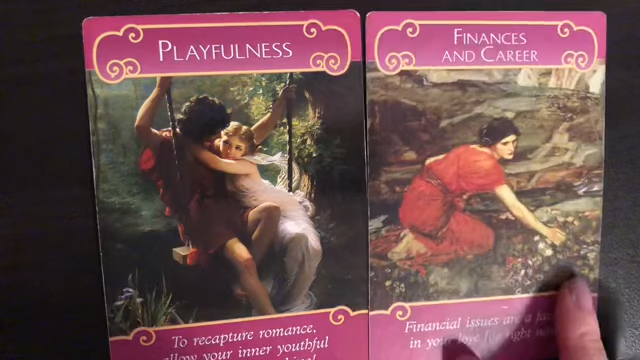 PLAYFULNESS
To recapture romance,
allow your inner youthful
FINANCES
AND CAREER
Financial issues are a
in your love life right